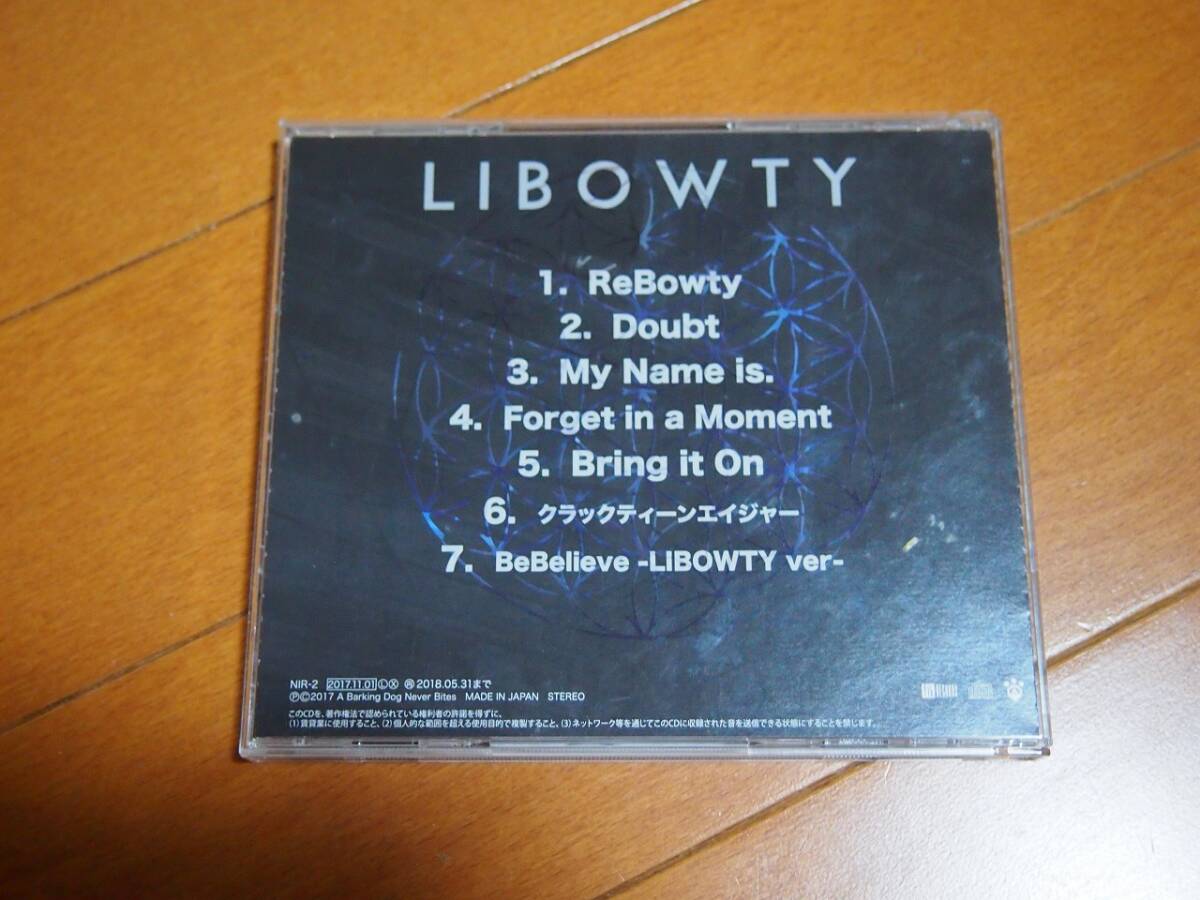 LIBOWTY
1. ReBowty
2. Doubt
3. My Name is.
4. Forget in a Moment
5. Bring it On
6. クラックティーンエイジャー
7. BeBelieve -LIBOWTY ver-
NIR-2 2017.11.01 Ⓛ Ⓧ 2018.05.31まで
ⓅⒸ2017 A Barking Dog Never Bites MADE IN JAPAN STEREO
このCDを、著作権法で認められている権利者の許諾を得ずに、
(1)賃貸業に使用すること、(2)個人的な範囲を超える使用目的で複製すること、(3)ネットワーク等を通じてこのCDに収録された音を送信できる状態にすることを禁じます。